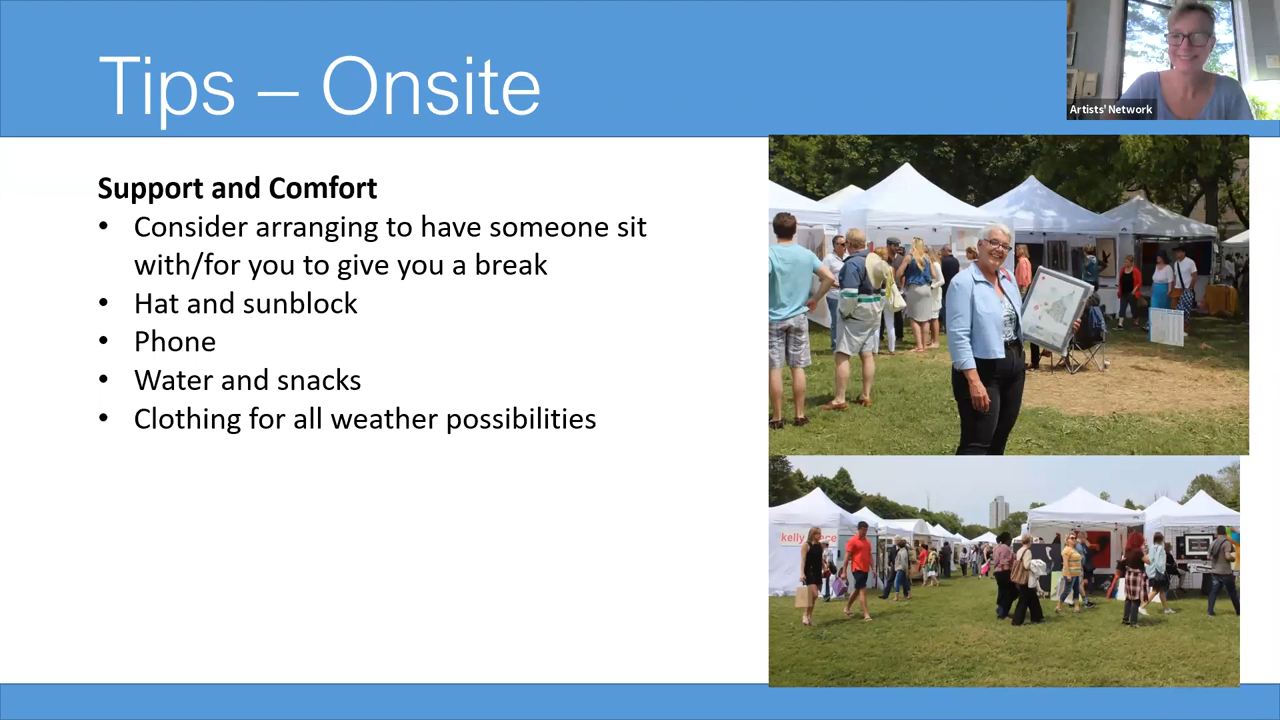 Tips – Onsite
Artists' Network
Support and Comfort
• Consider arranging to have someone sit
with/for you to give you a break
• Hat and sunblock
• Phone
• Water and snacks
• Clothing for all weather possibilities
kelly